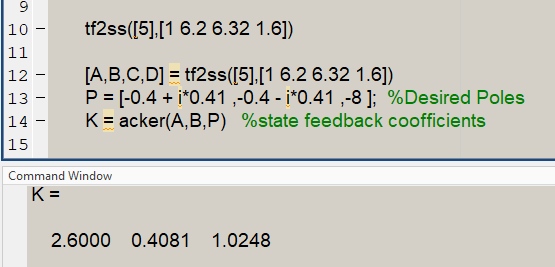 9
10 – tf2ss([5],[1 6.2 6.32 1.6])
11
12 – [A,B,C,D] = tf2ss([5],[1 6.2 6.32 1.6])
13 – P = [-0.4 + i*0.41 ,-0.4 - i*0.41 ,-8 ]; %Desired Poles
14 – K = acker(A,B,P) %state feedback coofficients
15
Command Window
K =
2.6000 0.4081 1.0248